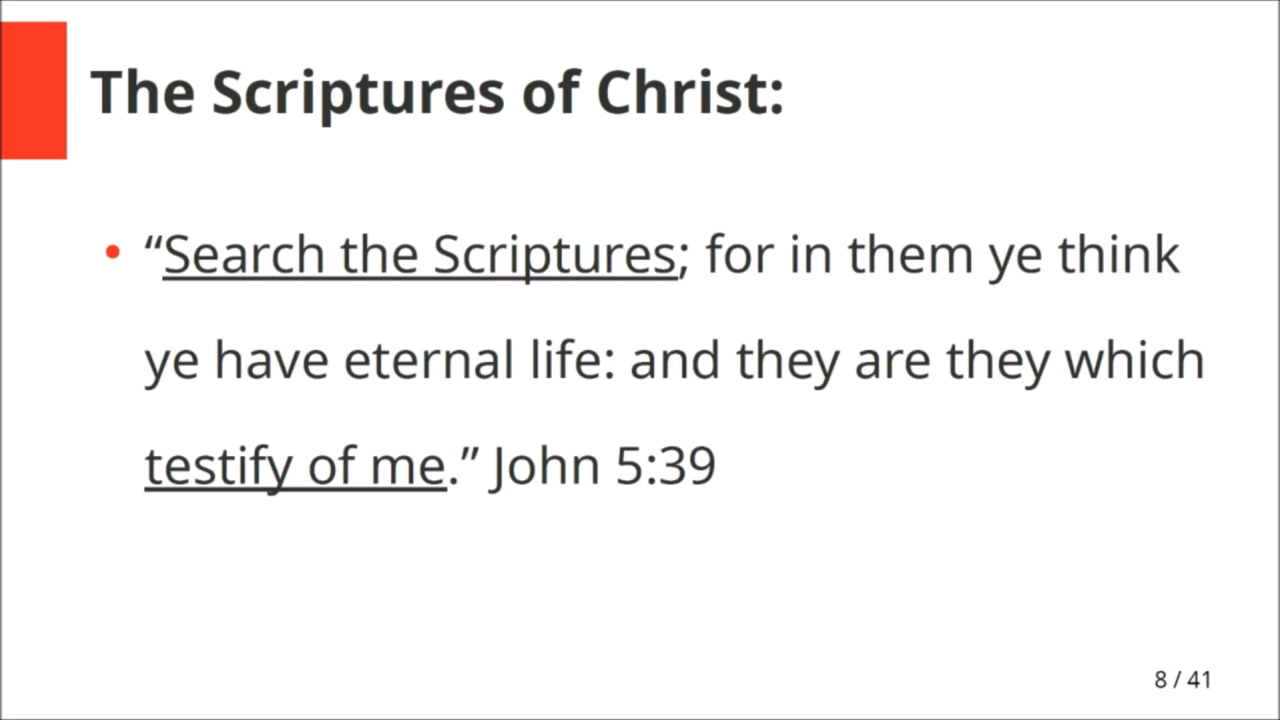 The Scriptures of Christ:
• “Search the Scriptures; for in them ye think
ye have eternal life: and they are they which
testify of me.” John 5:39
8 / 41